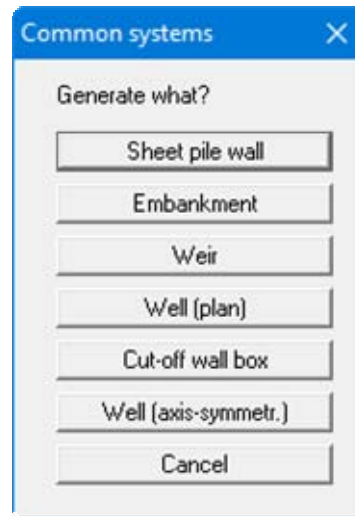 Common systems
Generate what?
Sheet pile wall
Embankment
Weir
Well (plan)
Cut-off wall box
Well (axis-symmetr.)
Cancel